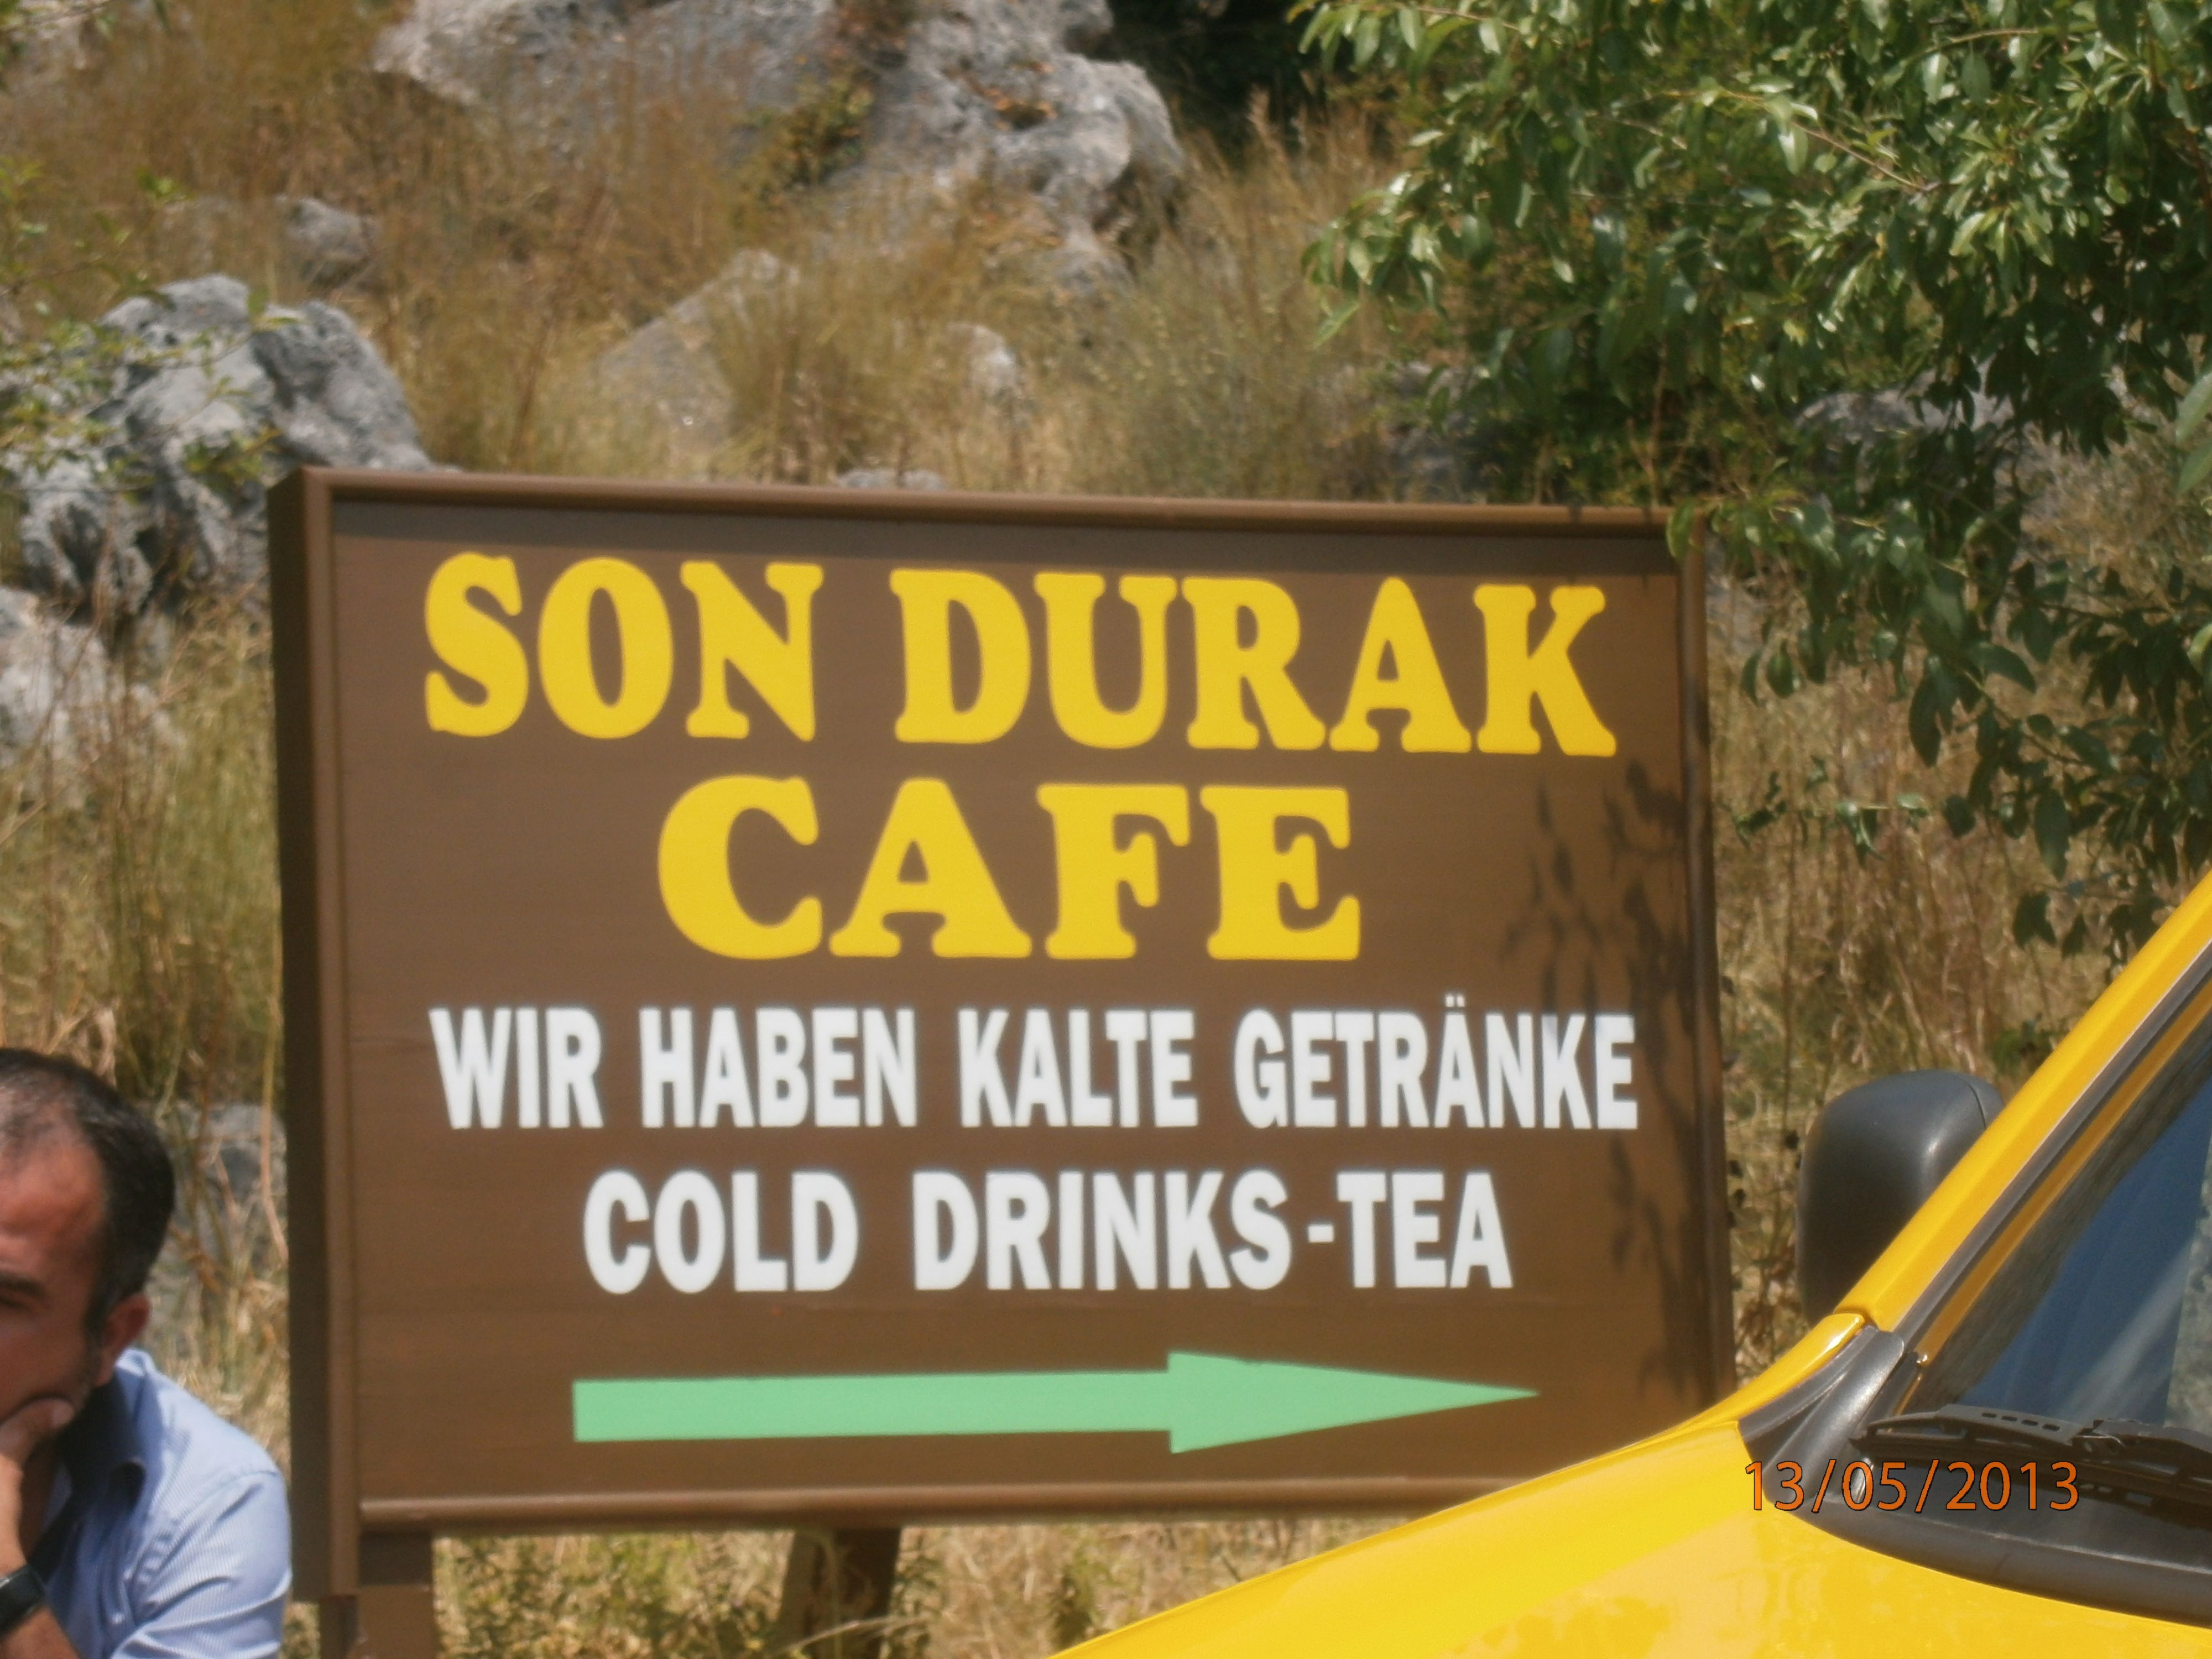 SON DURAK
CAFE
WIR HABEN KALTE GETRÄNKE
COLD DRINKS-TEA
13/05/2013